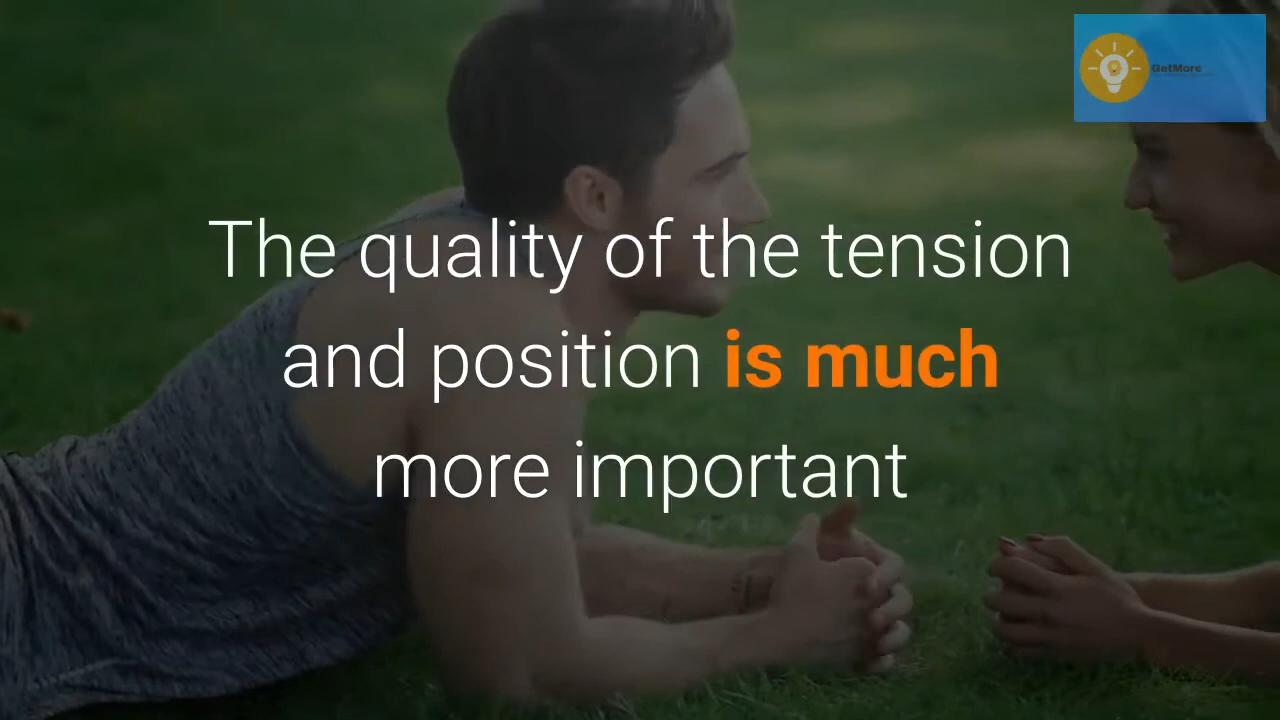 GetMore
The quality of the tension
and position is much
more important